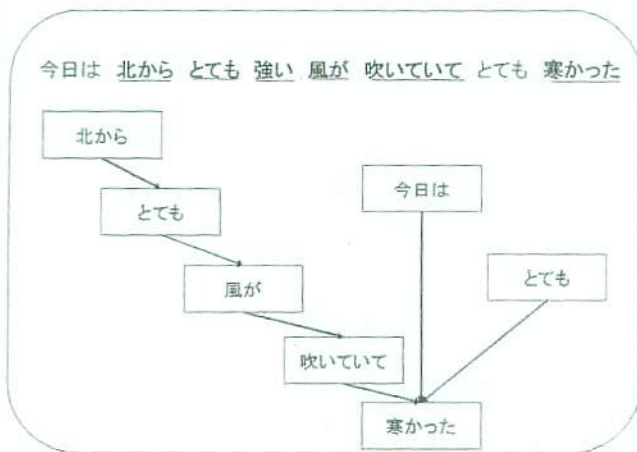 今日は 北から とても 強い 風が 吹いていて とても 寒かった
北から
今日は
とても
とても
風が
吹いていて
寒かった